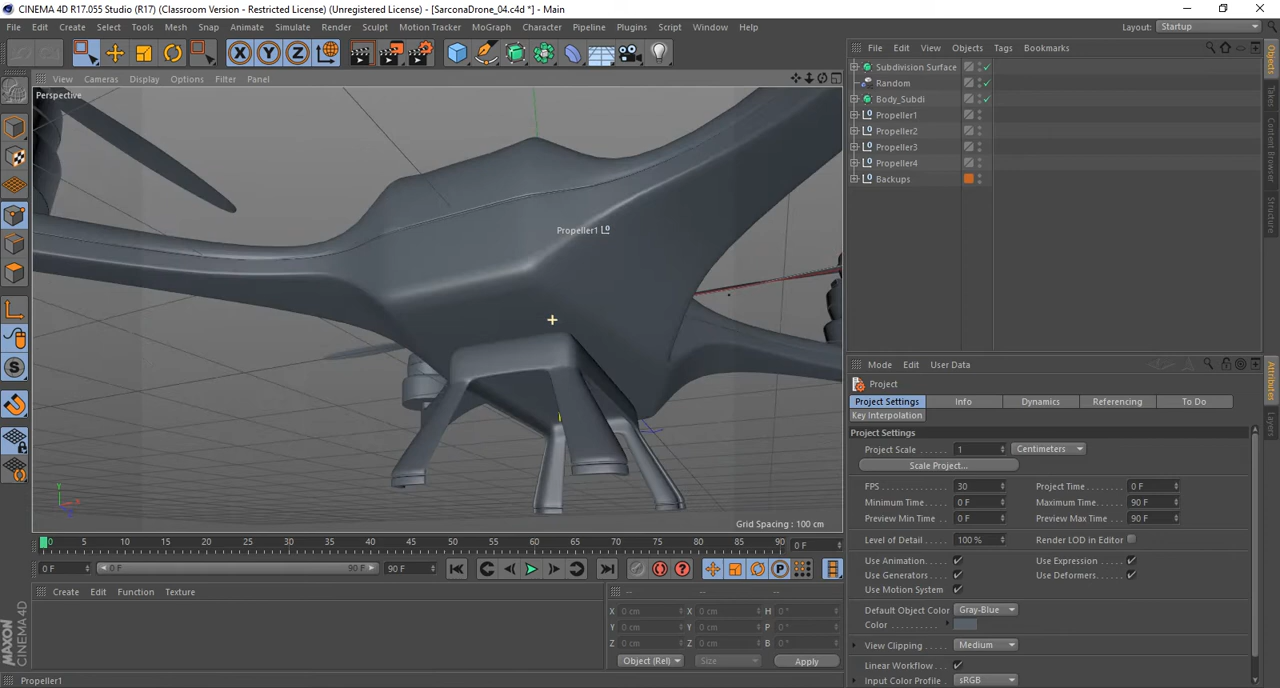 CINEMA 4D R17.055 Studio (R17) (Classroom Version - Restricted License) (Unregistered License) - [SarconaDrone_04.c4d *] - Main
File Edit Create Select Tools Mesh Snap Animate Simulate Render Sculpt Motion Tracker MoGraph Character Pipeline Plugins Script Window Help
Layout: Startup
X Y Z
View Cameras Display Options Filter Panel
Perspective
Propeller1
Grid Spacing : 100 cm
Y
X
Z
File Edit View Objects Tags Bookmarks
Subdivision Surface
Random
Body_Subdi
Propeller1
Propeller2
Propeller3
Propeller4
Backups
Objects
Takes
Content Browser
Structure
Mode Edit User Data
Project
Project Settings Info Dynamics Referencing To Do
Key Interpolation
Project Settings
Project Scale 1 Centimeters
Scale Project...
FPS 30 Project Time 0 F
Minimum Time 0 F Maximum Time 90 F
Preview Min Time 0 F Preview Max Time 90 F
Level of Detail 100 % Render LOD in Editor
Use Animation Use Expression
Use Generators Use Deformers
Use Motion System
Default Object Color Gray-Blue
Color
View Clipping Medium
Linear Workflow
Input Color Profile sRGB
Attributes
Layers
0 5 10 15 20 25 30 35 40 45 50 55 60 65 70 75 80 85 90 0 F
0 F 0 F 90 F 90 F
P
Create Edit Function Texture
-- -- --
X 0 cm X 0 cm H 0 °
Y 0 cm Y 0 cm P 0 °
Z 0 cm Z 0 cm B 0 °
Object (Rel) Size Apply
MAXON CINEMA 4D
Propeller1